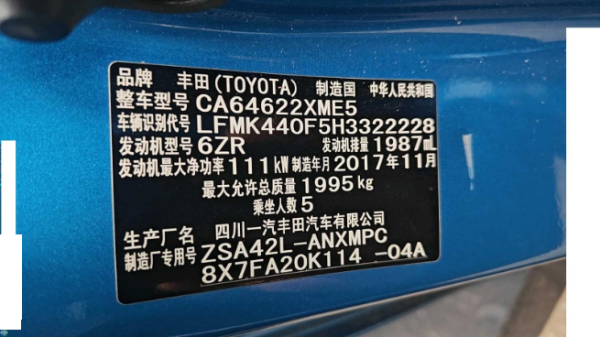 品牌 丰田(TOYOTA) 制造国 中华人民共和国
整车型号 CA64622XME5
车辆识别代号 LFMK440F5H3322228
发动机型号 6ZR 发动机排量 1987mL
发动机最大净功率 111kW 制造年月 2017年11月
最大允许总质量 1995kg
乘坐人数 5
生产厂名 四川一汽丰田汽车有限公司
制造厂专用号 ZSA42L-ANXMPC
8X7FA20K114 -04A